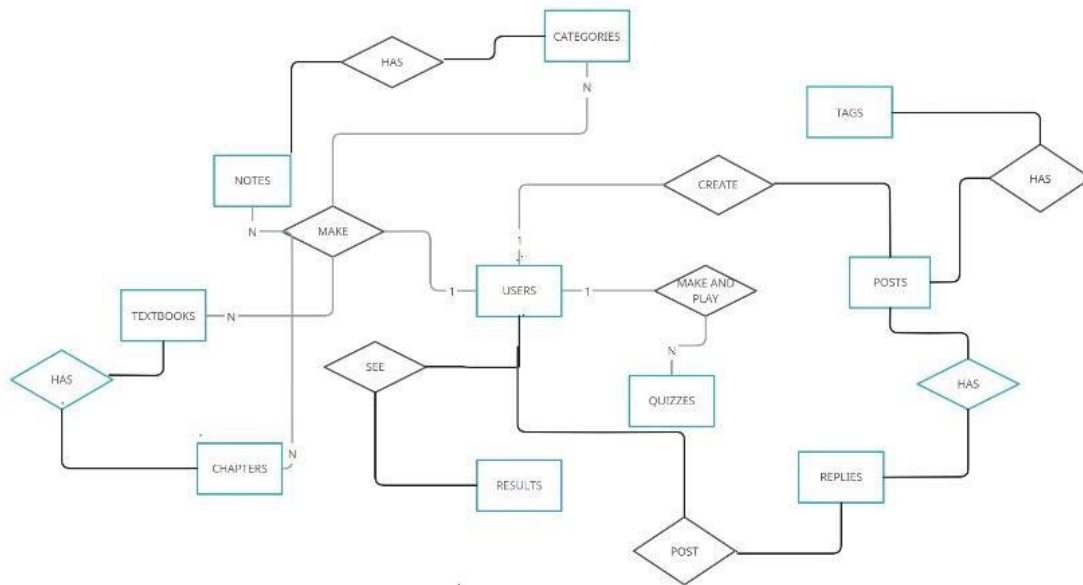 CATEGORIES
HAS
N
TAGS
NOTES
CREATE
HAS
N
MAKE
1
TEXTBOOKS
N
1
USERS
1
MAKE AND
PLAY
POSTS
HAS
SEE
N
HAS
QUIZZES
CHAPTERS
N
RESULTS
REPLIES
POST